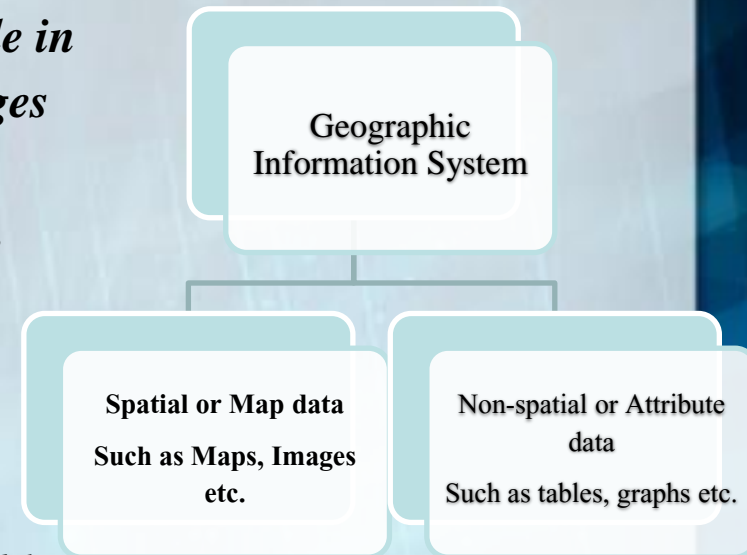 le in
ges
Geographic
Information System
Spatial or Map data
Such as Maps, Images
etc.
Non-spatial or Attribute
data
Such as tables, graphs etc.